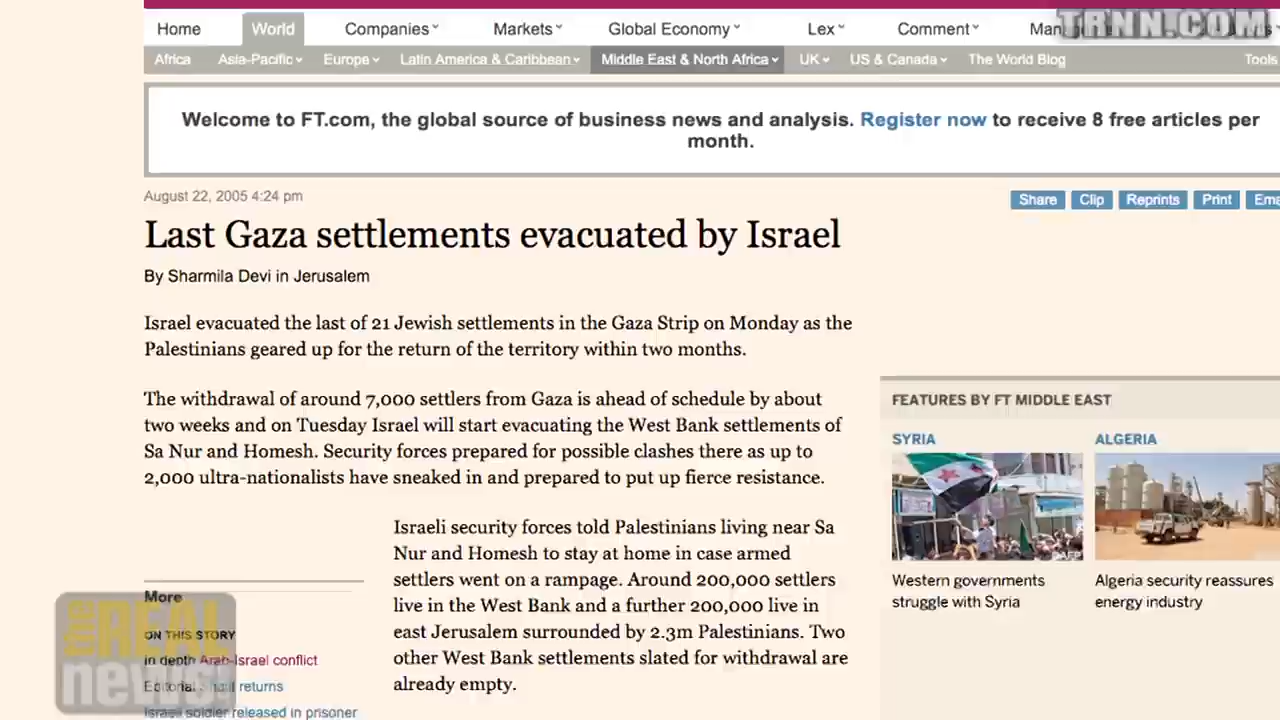 TRNN.COM
Home World Companies Markets Global Economy Lex Comment
Africa Asia-Pacific Europe Latin America & Caribbean Middle East & North Africa UK US & Canada The World Blog Tools
Welcome to FT.com, the global source of business news and analysis. Register now to receive 8 free articles per
month.
August 22, 2005 4:24 pm
Share Clip Reprints Print
Last Gaza settlements evacuated by Israel
By Sharmila Devi in Jerusalem
Israel evacuated the last of 21 Jewish settlements in the Gaza Strip on Monday as the
Palestinians geared up for the return of the territory within two months.
The withdrawal of around 7,000 settlers from Gaza is ahead of schedule by about
two weeks and on Tuesday Israel will start evacuating the West Bank settlements of
Sa Nur and Homesh. Security forces prepared for possible clashes there as up to
2,000 ultra-nationalists have sneaked in and prepared to put up fierce resistance.
Israeli security forces told Palestinians living near Sa
Nur and Homesh to stay at home in case armed
settlers went on a rampage. Around 200,000 settlers
live in the West Bank and a further 200,000 live in
east Jerusalem surrounded by 2.3m Palestinians. Two
other West Bank settlements slated for withdrawal are
already empty.
More
ON THIS STORY
In depth Arab-Israel conflict
Editorial returns
Israeli soldier released in prisoner
the REAL
news
FEATURES BY FT MIDDLE EAST
SYRIA
Western governments
struggle with Syria
ALGERIA
Algeria security reassures
energy industry